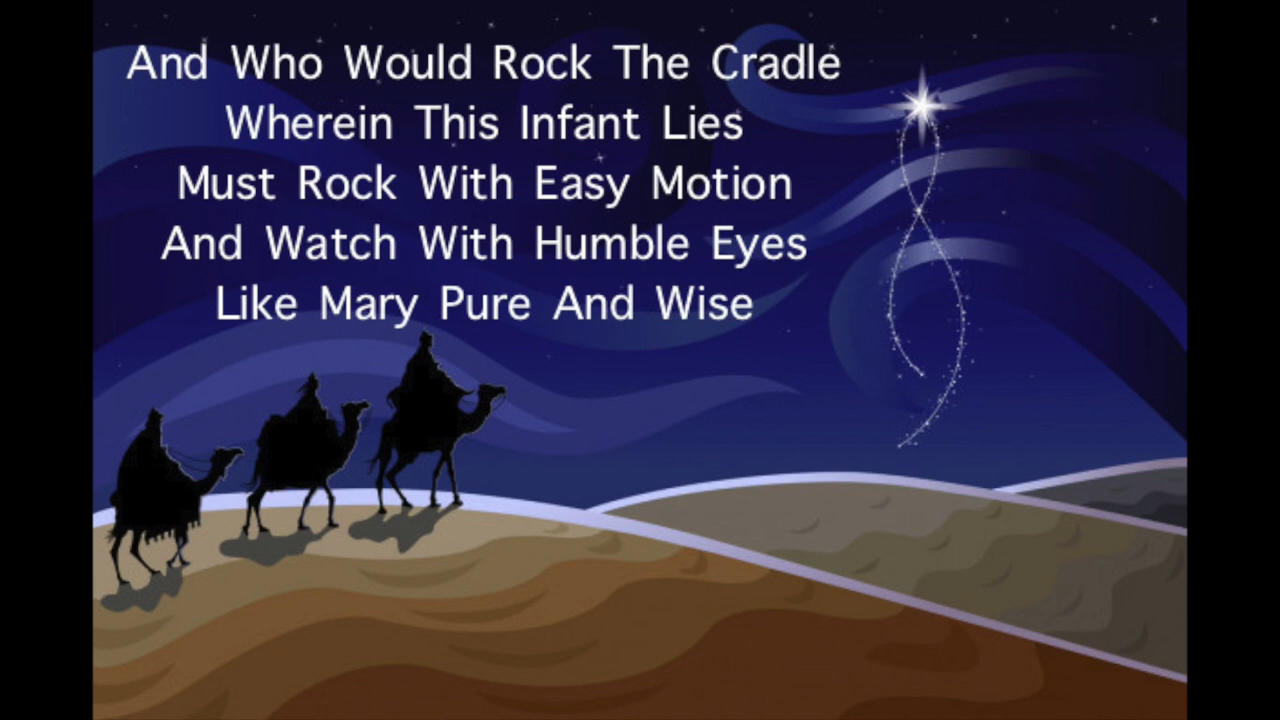 And Who Would Rock The Cradle
Wherein This Infant Lies
Must Rock With Easy Motion
And Watch With Humble Eyes
Like Mary Pure And Wise